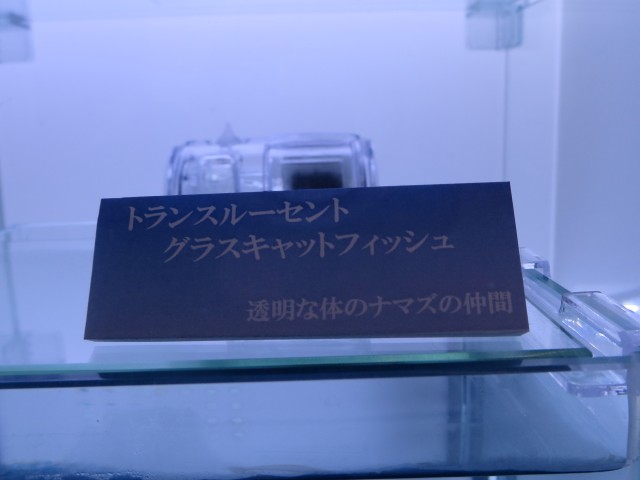 トランスルーセント
グラスキャットフィッシュ
透明な体のナマズの仲間